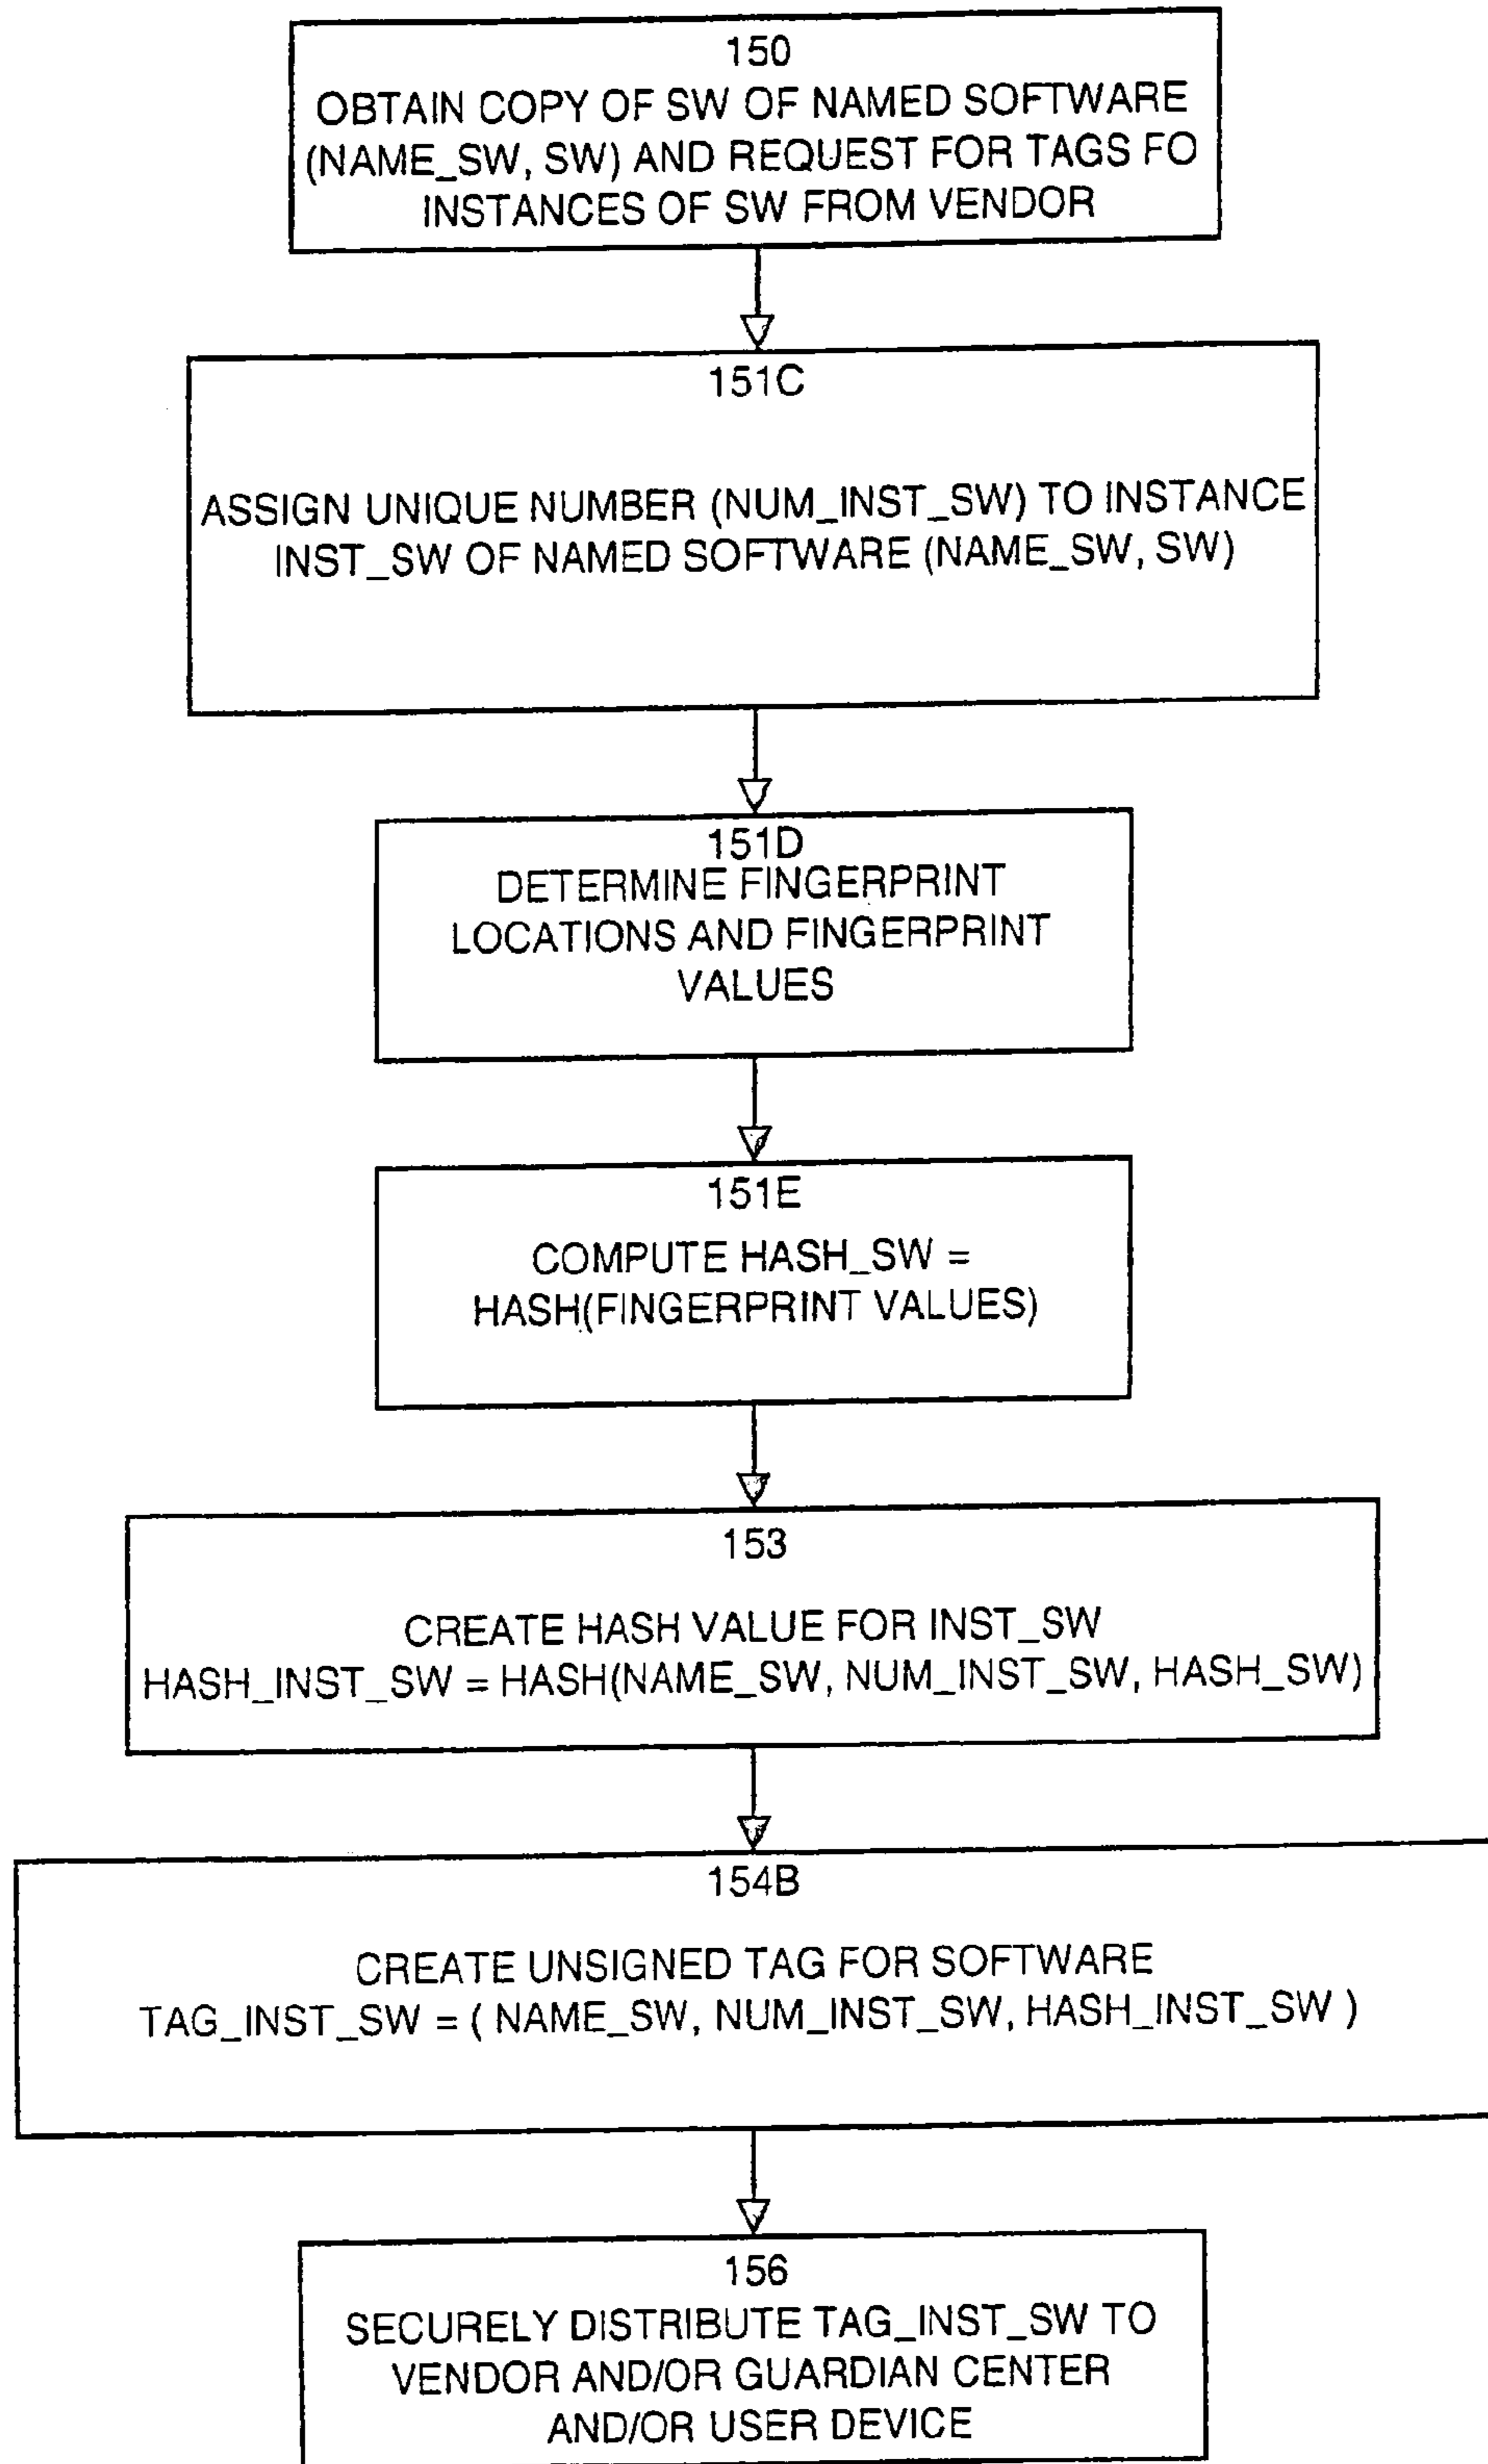 150
OBTAIN COPY OF SW OF NAMED SOFTWARE
(NAME_SW, SW) AND REQUEST FOR TAGS FO
INSTANCES OF SW FROM VENDOR
151C
ASSIGN UNIQUE NUMBER (NUM_INST_SW) TO INSTANCE
INST_SW OF NAMED SOFTWARE (NAME_SW, SW)
151D
DETERMINE FINGERPRINT
LOCATIONS AND FINGERPRINT
VALUES
151E
COMPUTE HASH_SW =
HASH(FINGERPRINT VALUES)
153
CREATE HASH VALUE FOR INST_SW
HASH_INST_SW = HASH(NAME_SW, NUM_INST_SW, HASH_SW)
154B
CREATE UNSIGNED TAG FOR SOFTWARE
TAG_INST_SW = ( NAME_SW, NUM_INST_SW, HASH_INST_SW )
156
SECURELY DISTRIBUTE TAG_INST_SW TO
VENDOR AND/OR GUARDIAN CENTER
AND/OR USER DEVICE